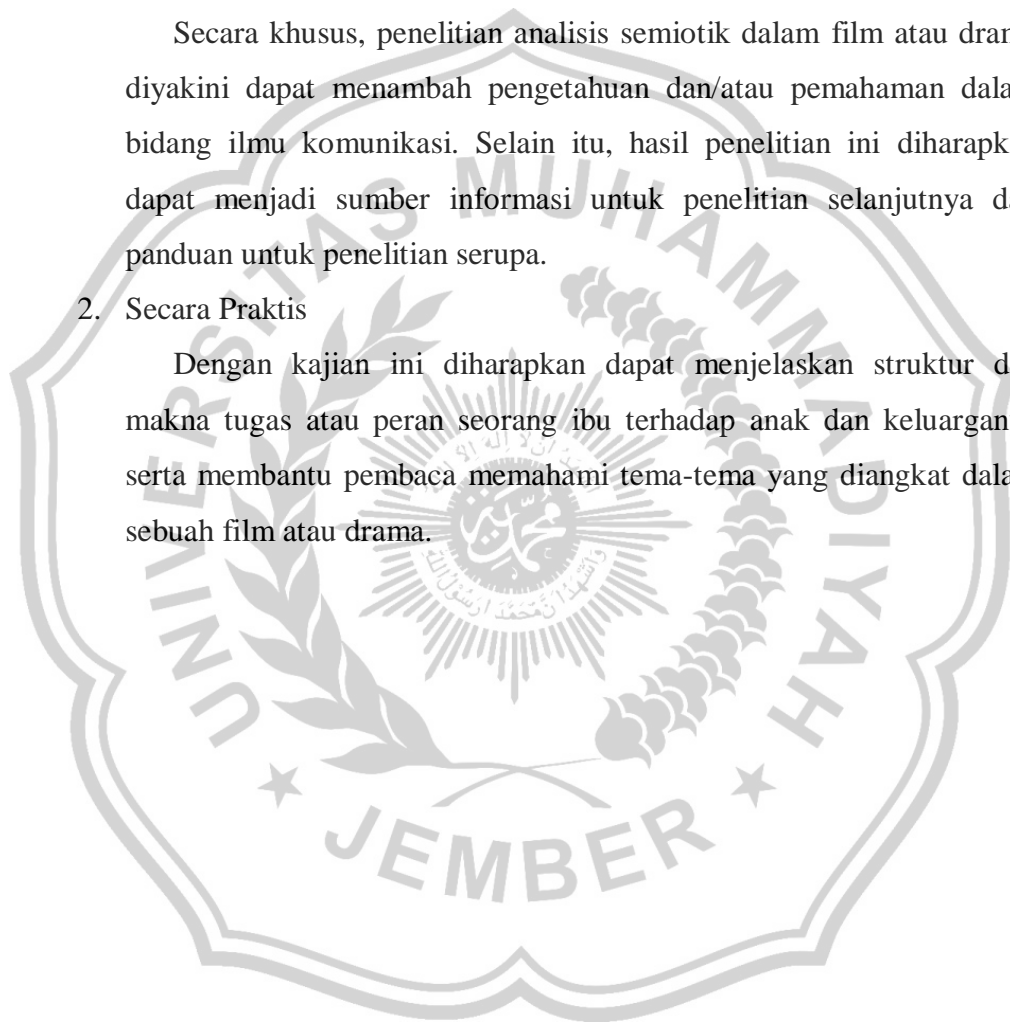 Secara khusus, penelitian analisis semiotik dalam film atau dram
diyakini dapat menambah pengetahuan dan/atau pemahaman dala
bidang ilmu komunikasi. Selain itu, hasil penelitian ini diharapk
dapat menjadi sumber informasi untuk penelitian selanjutnya da
panduan untuk penelitian serupa.
2. Secara Praktis
Dengan kajian ini diharapkan dapat menjelaskan struktur d
makna tugas atau peran seorang ibu terhadap anak dan keluargan
serta membantu pembaca memahami tema-tema yang diangkat dala
sebuah film atau drama.
UNIVERSITAS MUHAMMADIYAH
JEMBER